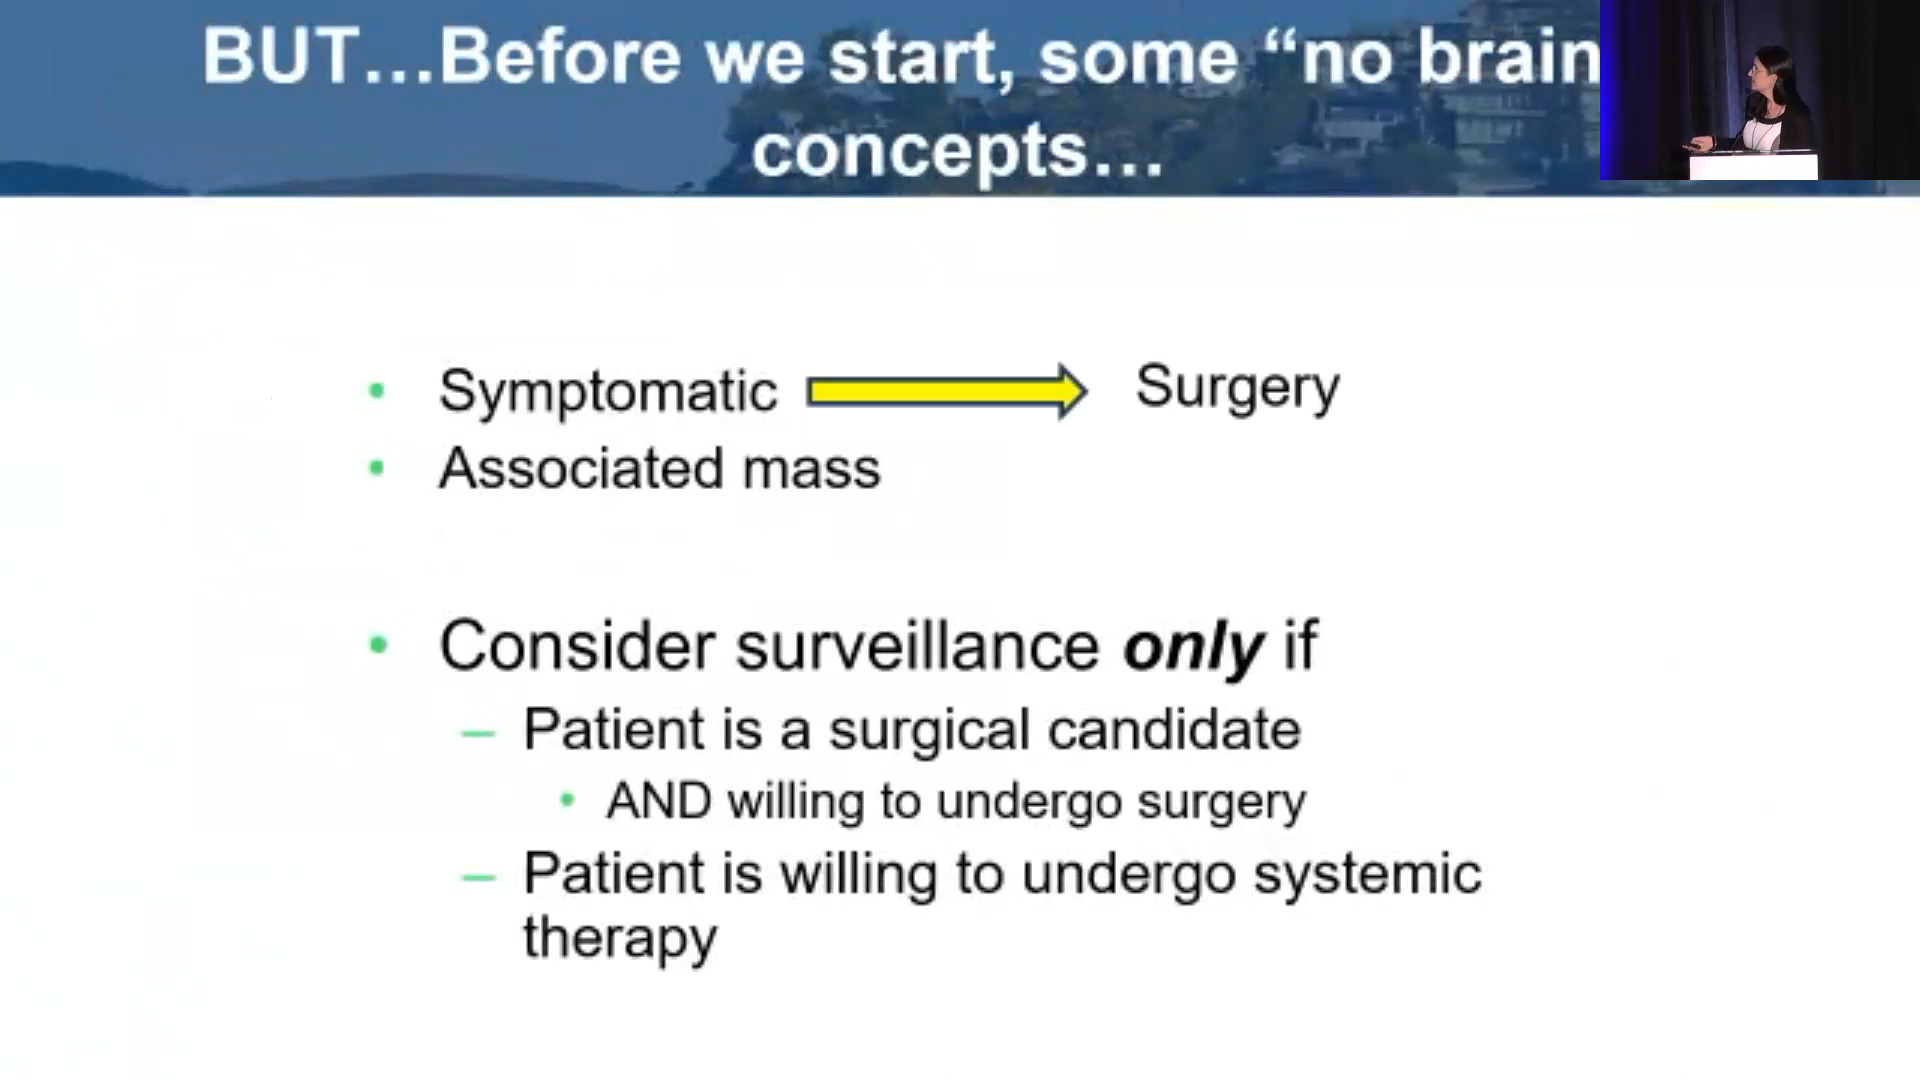 BUT...Before we start, some “no brain
concepts...
• Symptomatic Surgery
• Associated mass
• Consider surveillance only if
– Patient is a surgical candidate
• AND willing to undergo surgery
– Patient is willing to undergo systemic
therapy